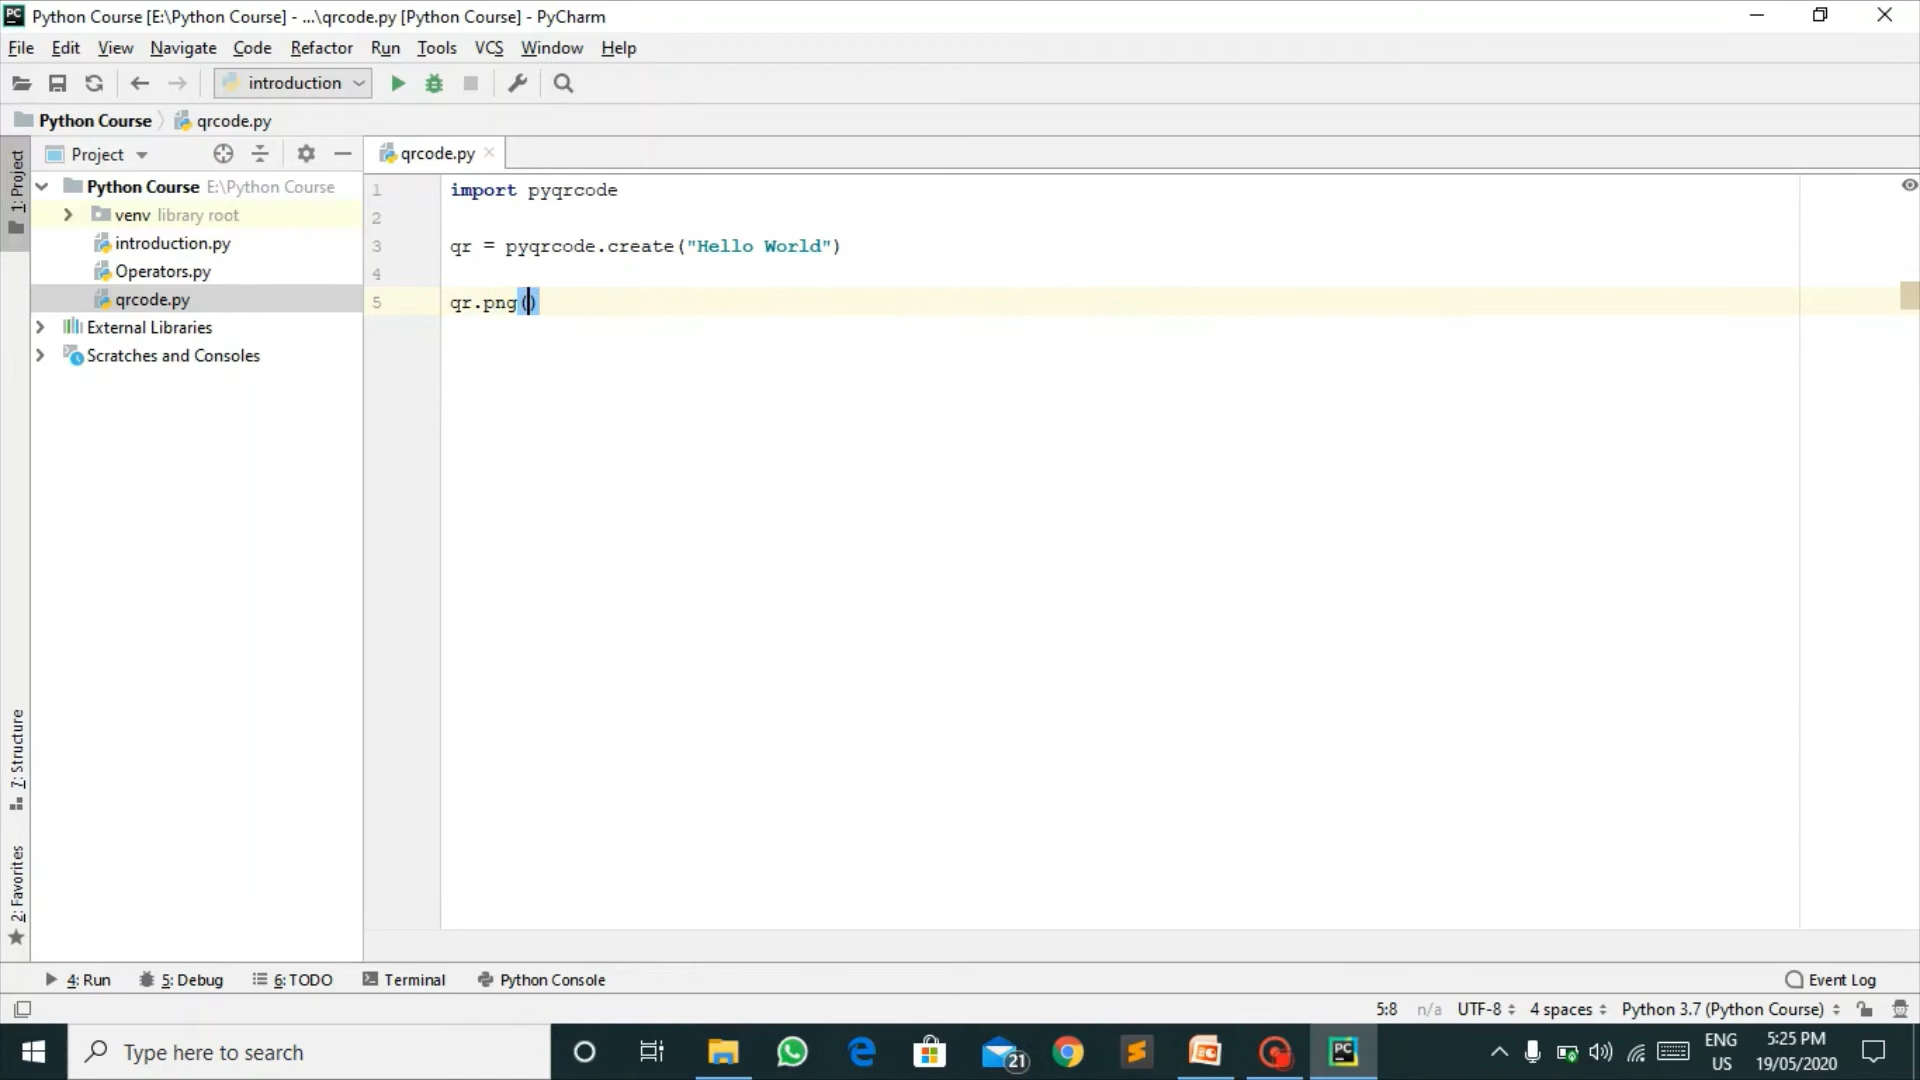 PC Python Course [E:\Python Course] - ...\qrcode.py [Python Course] - PyCharm
File Edit View Navigate Code Refactor Run Tools VCS Window Help
introduction
Python Course qrcode.py
1: Project
Project
qrcode.py
Python Course E:\Python Course
venv library root
introduction.py
Operators.py
qrcode.py
External Libraries
Scratches and Consoles
1 import pyqrcode
2
3 qr = pyqrcode.create("Hello World")
4
5 qr.png()
7: Structure
2: Favorites
4: Run 5: Debug 6: TODO Terminal Python Console Event Log
5:8 n/a UTF-8 4 spaces Python 3.7 (Python Course)
Type here to search
21
PC
ENG
US
5:25 PM
19/05/2020